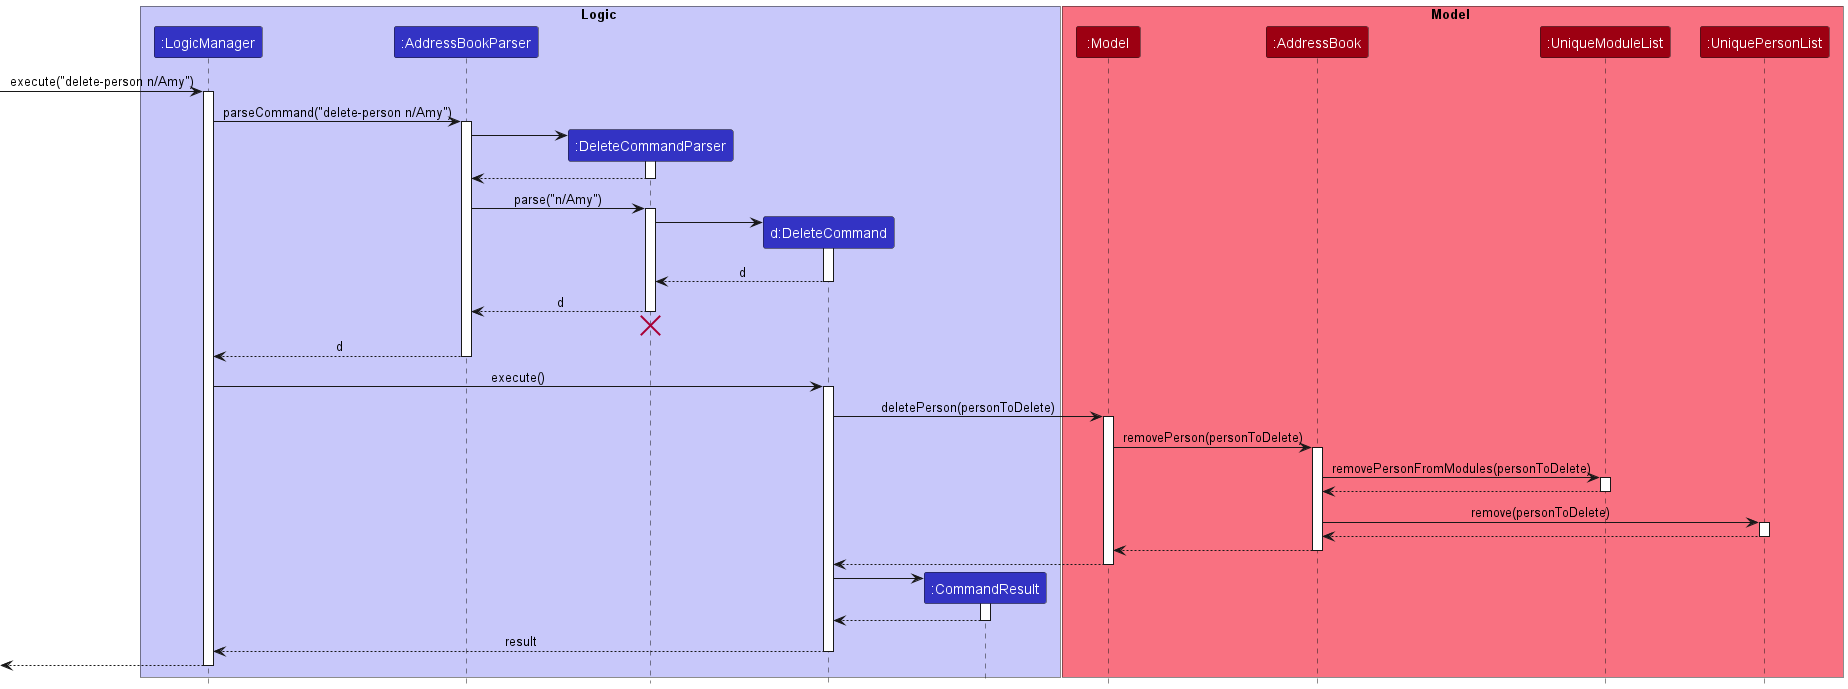 Logic
Model
:LogicManager
:AddressBookParser
:Model
:AddressBook
:UniqueModuleList
:UniquePersonList
execute("delete-person n/Amy")
parseCommand("delete-person n/Amy")
:DeleteCommandParser
parse("n/Amy")
d:DeleteCommand
d
d
d
execute()
deletePerson(personToDelete)
removePerson(personToDelete)
removePersonFromModules(personToDelete)
remove(personToDelete)
:CommandResult
result